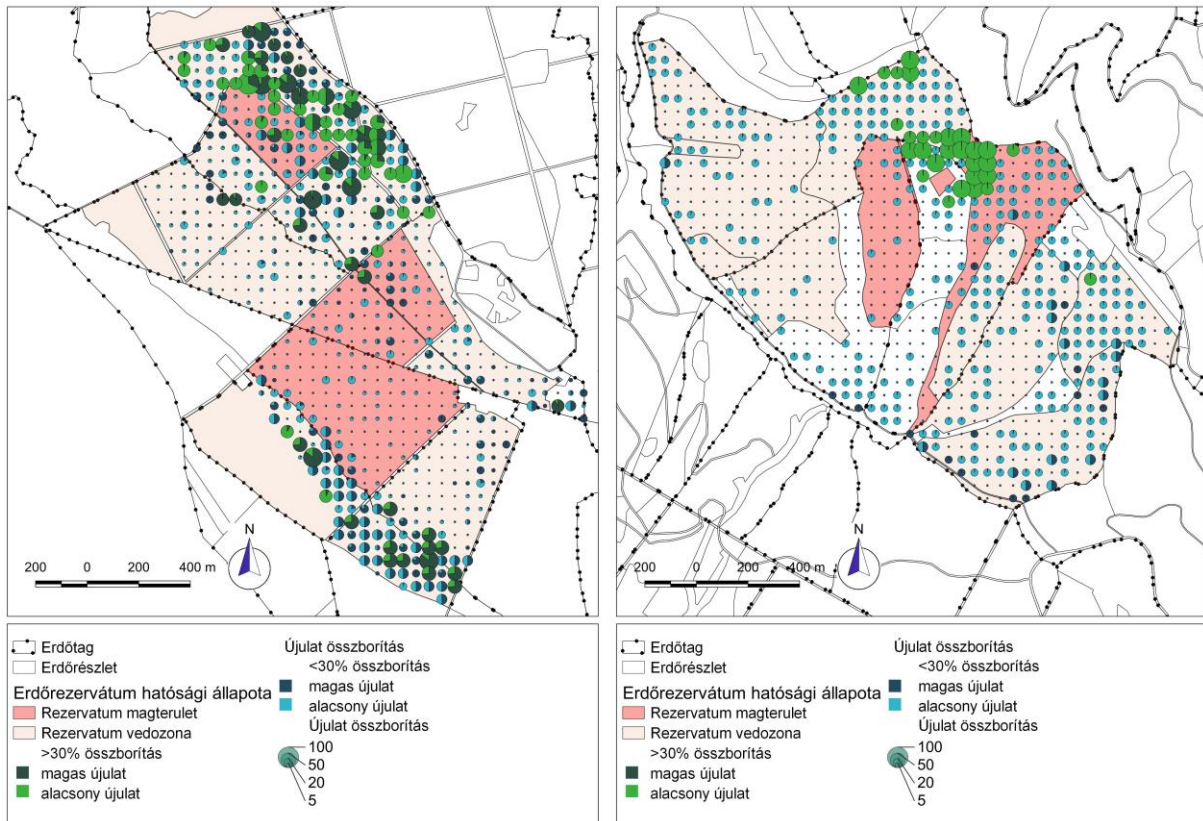 N
200 0 200 400 m
N
200 0 200 400 m
Erdőtag
Erdőrészlet
Erdőrezervátum hatósági állapota
Rezervatum magterulet
Rezervatum vedozona
>30% összborítás
magas újulat
alacsony újulat
Újulat összborítás
<30% összborítás
magas újulat
alacsony újulat
Újulat összborítás
100
50
20
5
Erdőtag
Erdőrészlet
Erdőrezervátum hatósági állapota
Rezervatum magterulet
Rezervatum vedozona
>30% összborítás
magas újulat
alacsony újulat
Újulat összborítás
<30% összborítás
magas újulat
alacsony újulat
Újulat összborítás
100
50
20
5